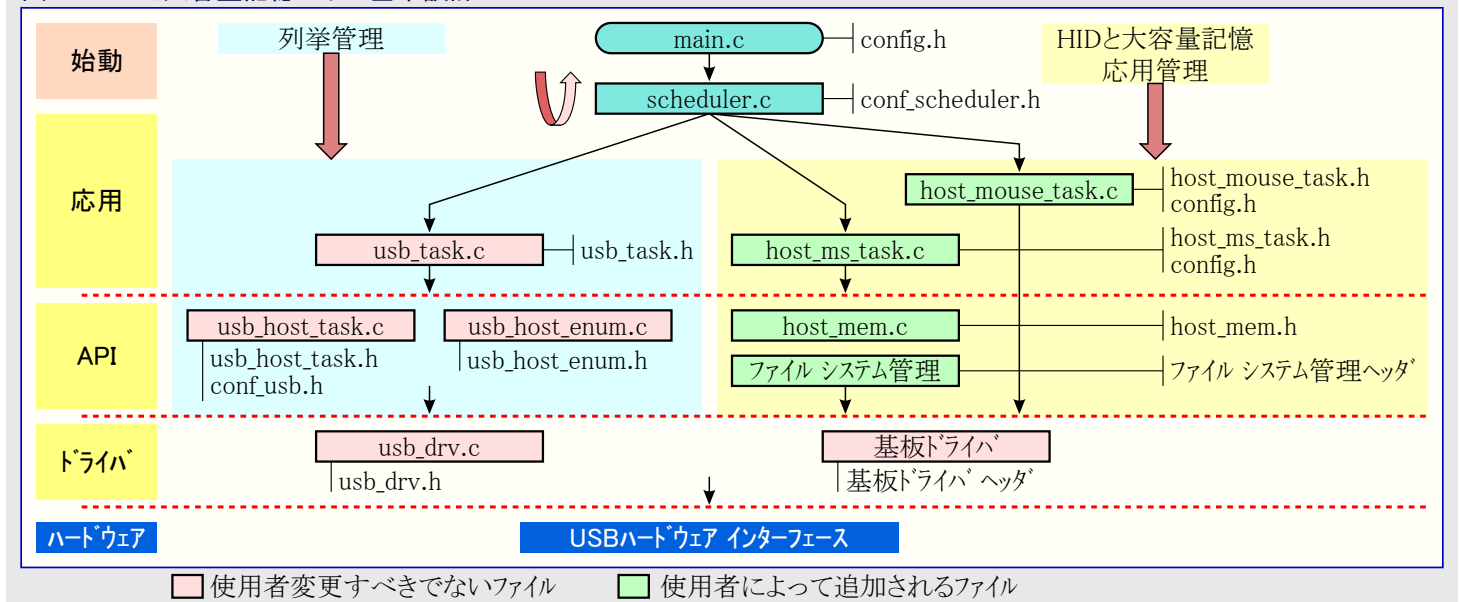 始動
列挙管理
main.c
config.h
HIDと大容量記憶
応用管理
scheduler.c
conf_scheduler.h
応用
host_mouse_task.c
host_mouse_task.h
config.h
usb_task.c
usb_task.h
host_ms_task.c
host_ms_task.h
config.h
API
usb_host_task.c
usb_host_task.h
conf_usb.h
usb_host_enum.c
usb_host_enum.h
host_mem.c
host_mem.h
ファイル システム管理
ファイル システム管理ヘッダ
ドライバ
usb_drv.c
usb_drv.h
基板ドライバ
基板ドライバ ヘッダ
ハードウェア
USBハードウェア インターフェース
使用者変更すべきでないファイル
使用者によって追加されるファイル